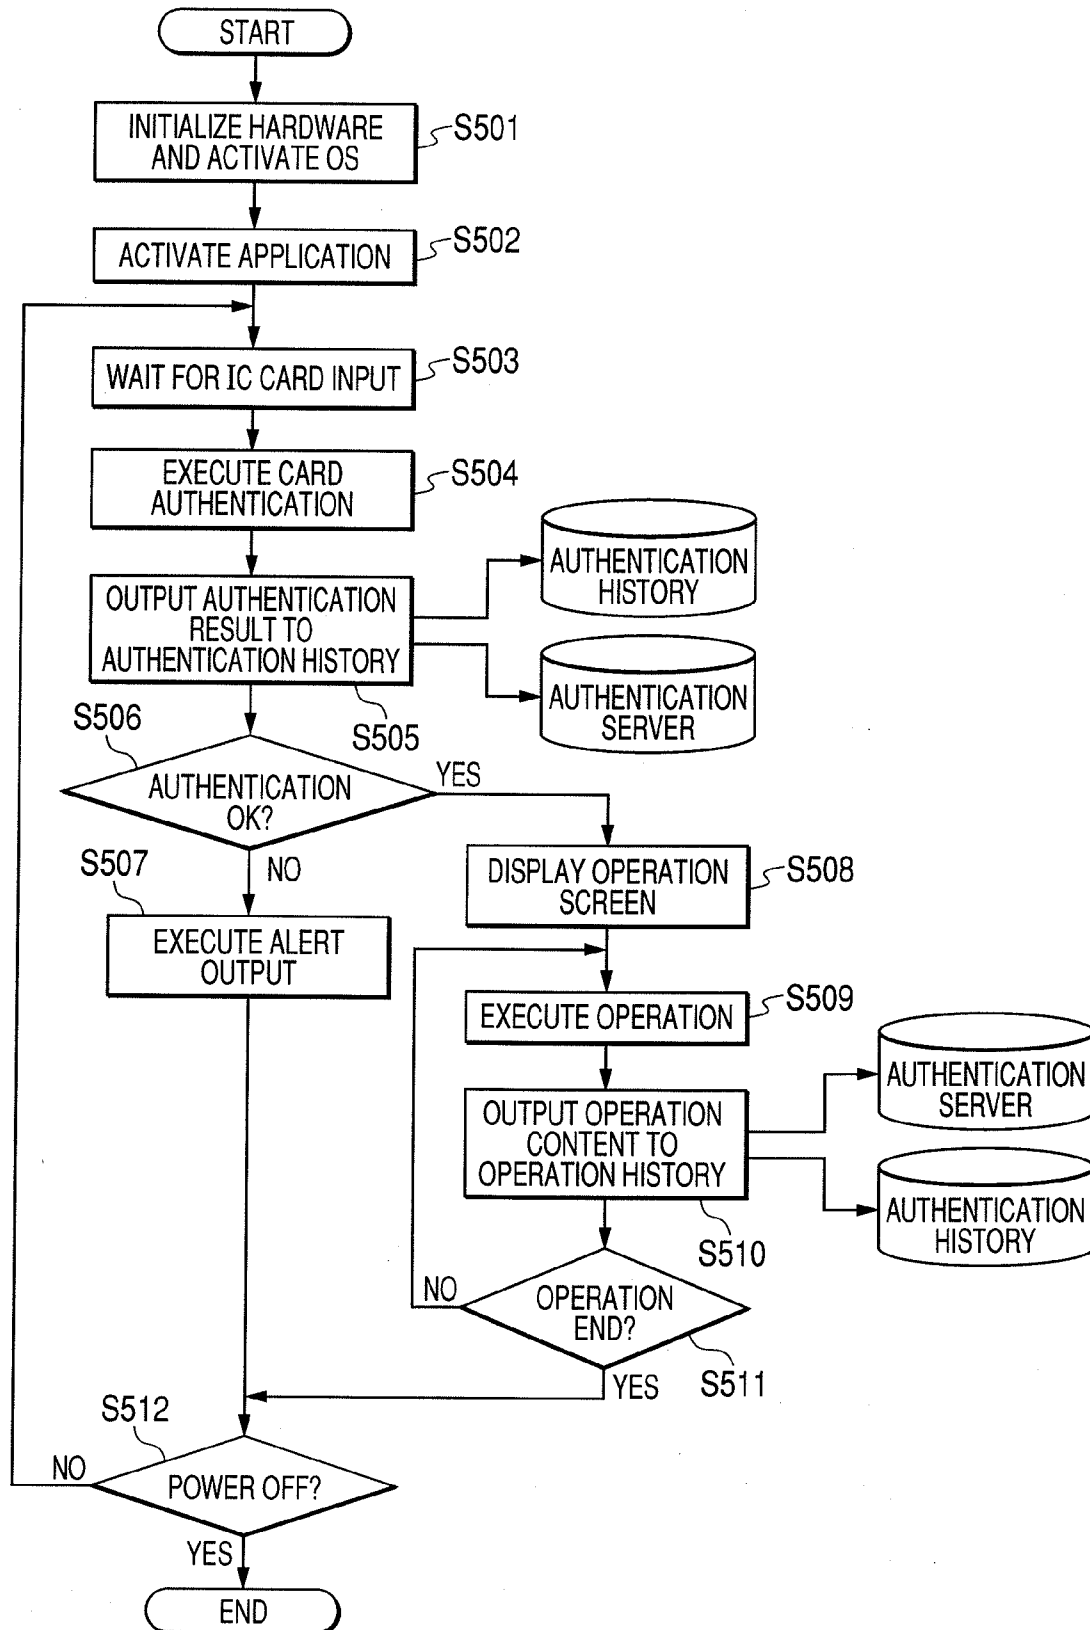 START
INITIALIZE HARDWARE
AND ACTIVATE OS
S501
ACTIVATE APPLICATION
S502
WAIT FOR IC CARD INPUT
S503
EXECUTE CARD
AUTHENTICATION
S504
OUTPUT AUTHENTICATION
RESULT TO
AUTHENTICATION HISTORY
S505
AUTHENTICATION
HISTORY
AUTHENTICATION
SERVER
S506
AUTHENTICATION
OK?
YES
NO
S507
EXECUTE ALERT
OUTPUT
DISPLAY OPERATION
SCREEN
S508
EXECUTE OPERATION
S509
OUTPUT OPERATION
CONTENT TO
OPERATION HISTORY
S510
AUTHENTICATION
SERVER
AUTHENTICATION
HISTORY
OPERATION
END?
NO
S511
YES
S512
POWER OFF?
NO
YES
END